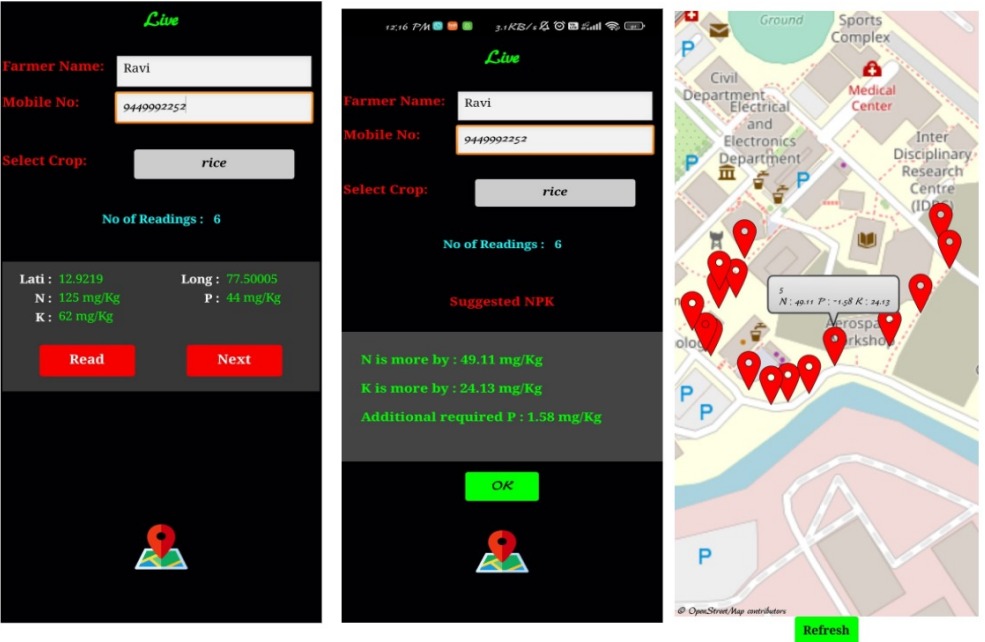 Live
Farmer Name: Ravi
Mobile No: 9449992252
Select Crop: rice
No of Readings : 6
Lati : 12.9219 Long : 77.50005
N : 125 mg/Kg P : 44 mg/Kg
K : 62 mg/Kg
Read Next
12:16 PM 3.1KB/s
Live
Farmer Name: Ravi
Mobile No: 9449992252
Select Crop: rice
No of Readings : 6
Suggested NPK
N is more by : 49.11 mg/Kg
K is more by : 24.13 mg/Kg
Additional required P : 1.58 mg/Kg
OK
Ground
Sports
Complex
P
Civil
Department
Medical
Center
Electrical
and
Electronics
Department
Inter
Disciplinary
Research
Centre
P
P
5
N : 49.11 P : -1.58 K : 24.13
Aerospace
Workshop
P
P
P
© OpenStreetMap contributors
Refresh